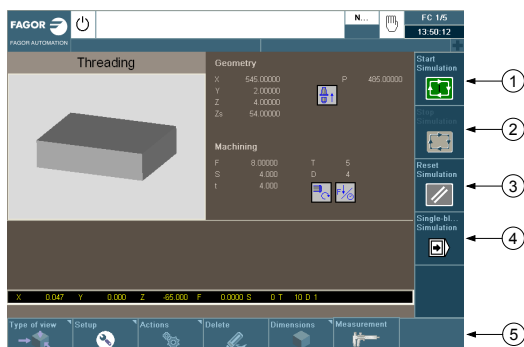 FAGOR
FAGOR AUTOMATION
N...
FC 1/5
13:50:12
Threading
Geometry
X 545.00000 P 485.00000
Y 2.00000
Z 4.00000
Zs 54.00000
Machining
F 8.00000 T 5
S 4.000 D 4
t 4.000
F
Start
Simulation
1
Stop
Simulation
2
Reset
Simulation
3
Single-bl...
Simulation
4
X 0.047 Y 0.000 Z -65.000 F 0.0000 S 0 T 10 D 1
Type of view
Setup
Actions
Delete
Dimensions
Measurement
5